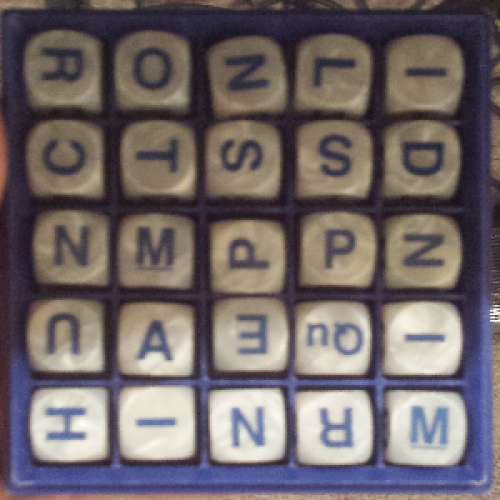 R O N L I
C T S S D
N M P P N
U A E Qu I
H I N R M